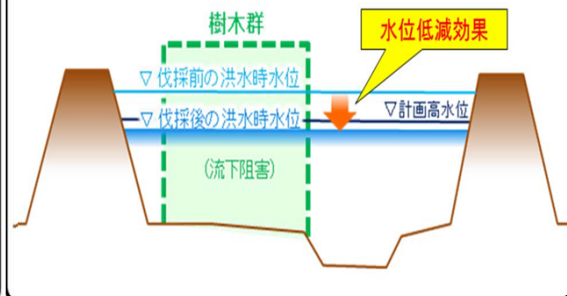 樹木群
水位低減効果
▽伐採前の洪水時水位
▽伐採後の洪水時水位
▽計画高水位
(流下阻害)